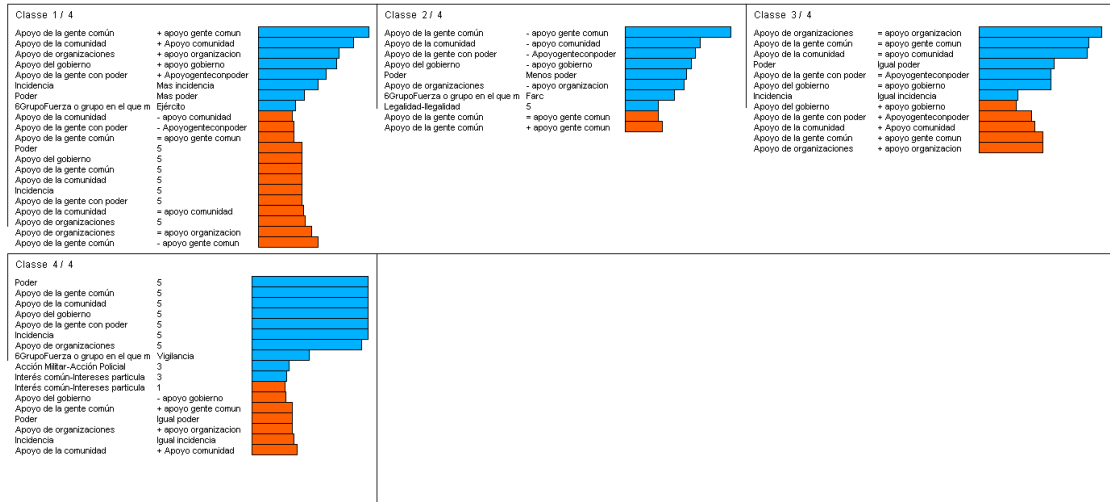 Classe 1 / 4
Apoyo de la gente común + apoyo gente comun
Apoyo de la comunidad + Apoyo comunidad
Apoyo de organizaciones + apoyo organizacion
Apoyo del gobierno + apoyo gobierno
Apoyo de la gente con poder + Apoyogenteconpoder
Incidencia Mas incidencia
Poder Mas poder
6GrupoFuerza o grupo en el que m Ejército
Apoyo de la comunidad - apoyo comunidad
Apoyo de la gente con poder - Apoyogenteconpoder
Apoyo de la gente común = apoyo gente comun
Poder 5
Apoyo del gobierno 5
Apoyo de la gente común 5
Apoyo de la comunidad 5
Incidencia 5
Apoyo de la gente con poder 5
Apoyo de la comunidad = apoyo comunidad
Apoyo de organizaciones 5
Apoyo de organizaciones = apoyo organizacion
Apoyo de la gente común - apoyo gente comun
Classe 2 / 4
Apoyo de la gente común - apoyo gente comun
Apoyo de la comunidad - apoyo comunidad
Apoyo de la gente con poder - Apoyogenteconpoder
Apoyo del gobierno - apoyo gobierno
Poder Menos poder
Apoyo de organizaciones - apoyo organizacion
6GrupoFuerza o grupo en el que m Farc
Legalidad-Ilegalidad 5
Apoyo de la gente común = apoyo gente comun
Apoyo de la gente común + apoyo gente comun
Classe 3 / 4
Apoyo de organizaciones = apoyo organizacion
Apoyo de la gente común = apoyo gente comun
Apoyo de la comunidad = apoyo comunidad
Poder Igual poder
Apoyo de la gente con poder = Apoyogenteconpoder
Apoyo del gobierno = apoyo gobierno
Incidencia Igual incidencia
Apoyo del gobierno + apoyo gobierno
Apoyo de la gente con poder + Apoyogenteconpoder
Apoyo de la comunidad + Apoyo comunidad
Apoyo de la gente común + apoyo gente comun
Apoyo de organizaciones + apoyo organizacion
Classe 4 / 4
Poder 5
Apoyo de la gente común 5
Apoyo de la comunidad 5
Apoyo del gobierno 5
Apoyo de la gente con poder 5
Incidencia 5
Apoyo de organizaciones 5
6GrupoFuerza o grupo en el que m Vigilancia
Acción Militar-Acción Policial 3
Interés común-Intereses particula 3
Interés común-Intereses particula 1
Apoyo del gobierno - apoyo gobierno
Apoyo de la gente común + apoyo gente comun
Poder Igual poder
Apoyo de organizaciones + apoyo organizacion
Incidencia Igual incidencia
Apoyo de la comunidad + Apoyo comunidad